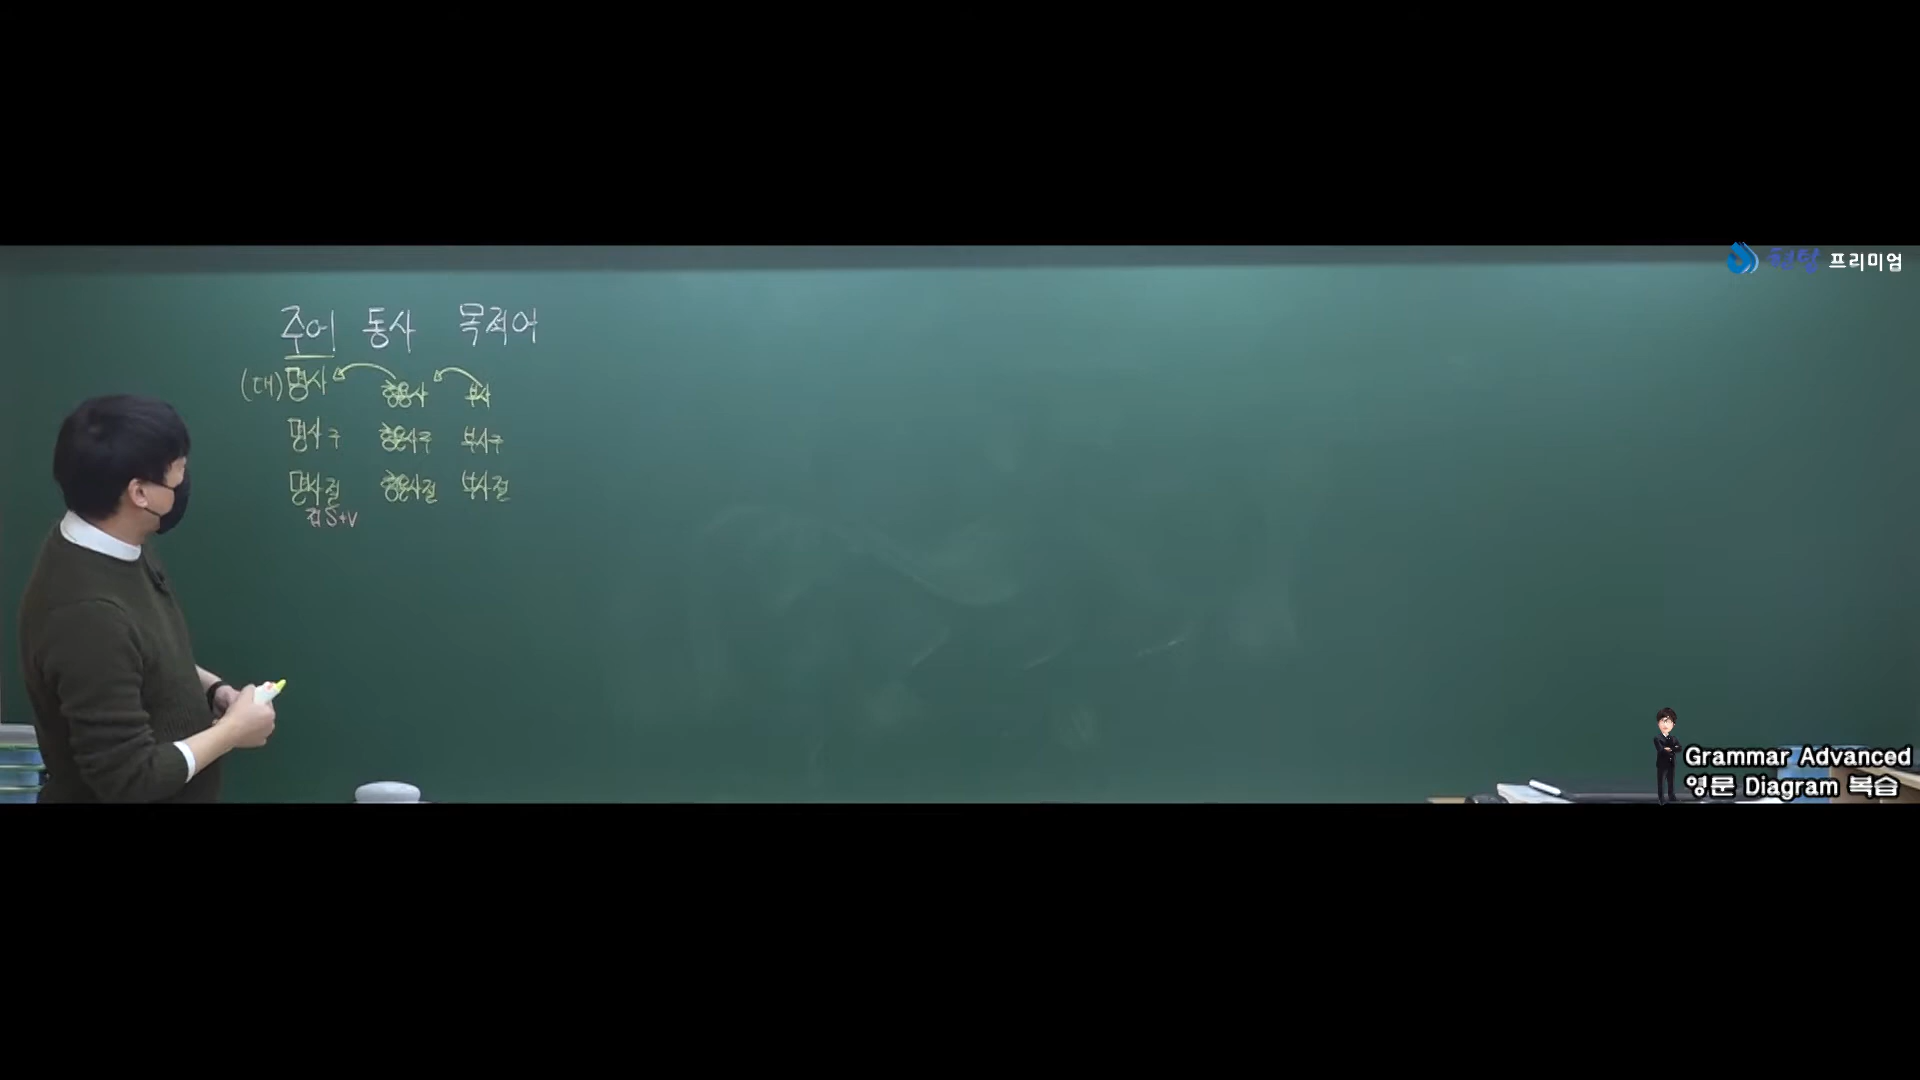 프리미엄
주어 동사 목적어
(대)명사 형용사 부사
명사구 형용사구 부사구
명사절 형용사절 부사절
접S+V
Grammar Advanced
영문 Diagram 복습